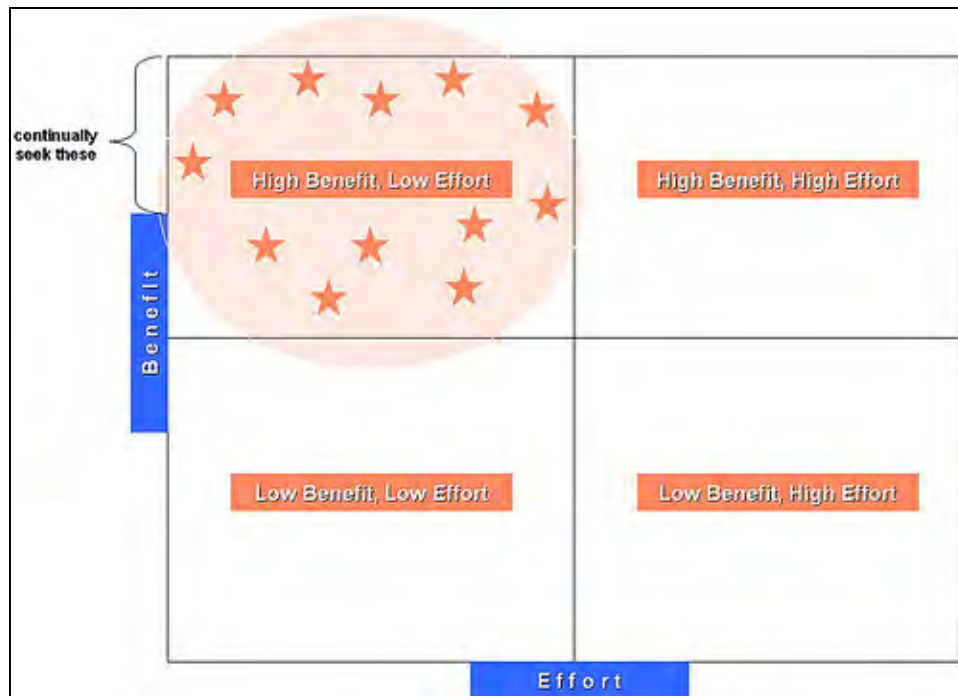 continually
seek these
High Benefit, Low Effort
High Benefit, High Effort
Benefit
Low Benefit, Low Effort
Low Benefit, High Effort
Effort